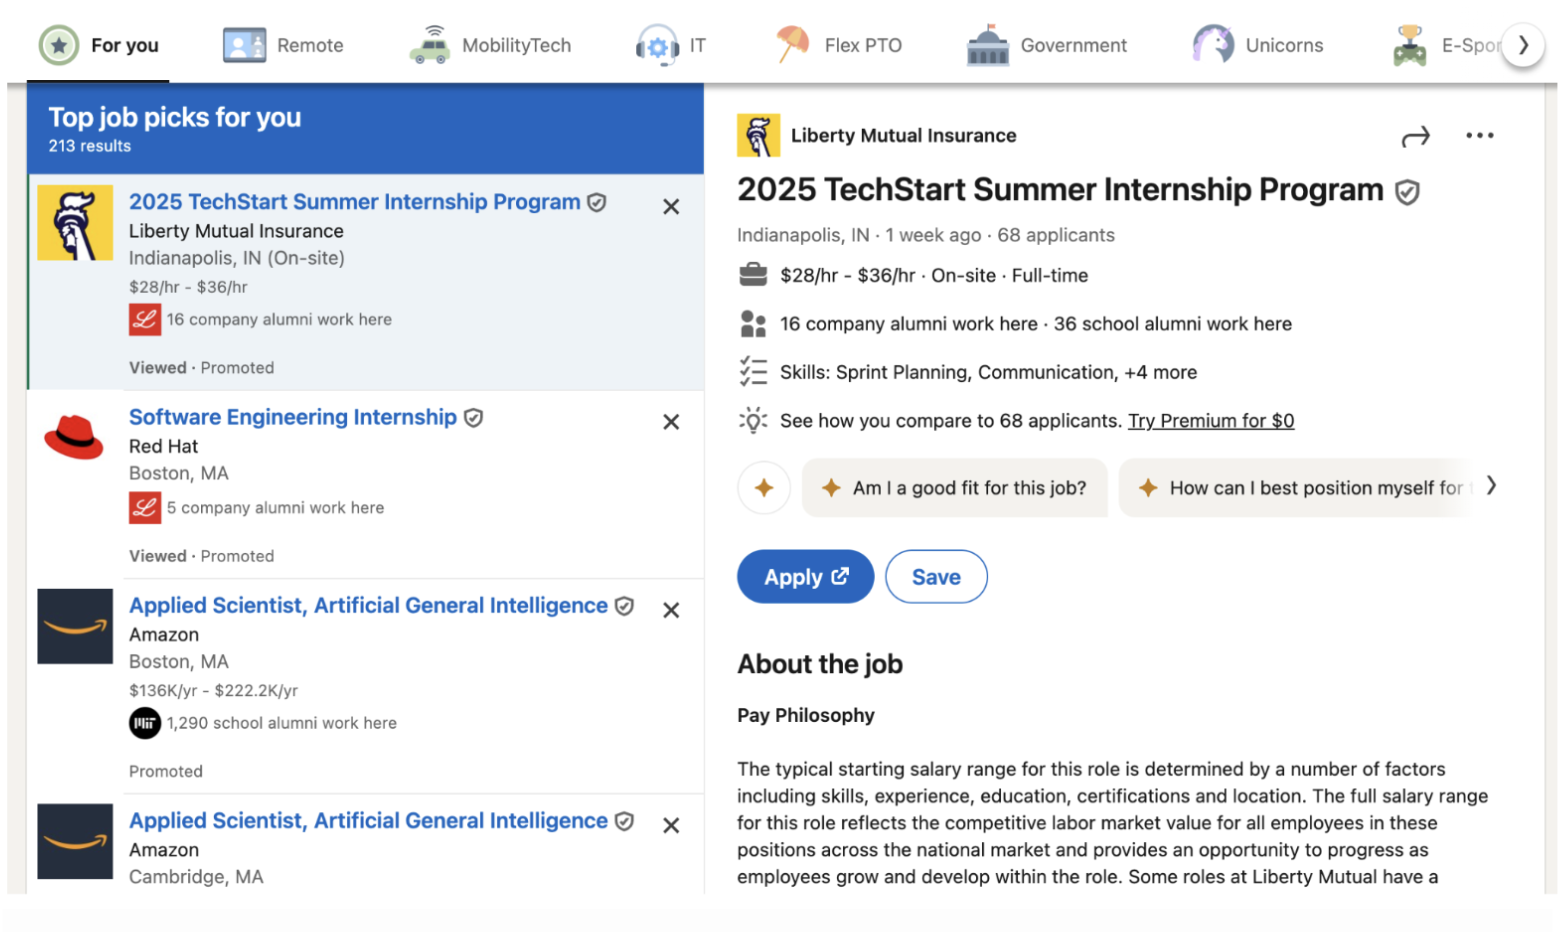 For you
Remote
MobilityTech
IT
Flex PTO
Government
Unicorns
E-Spor
Top job picks for you
213 results
2025 TechStart Summer Internship Program
Liberty Mutual Insurance
Indianapolis, IN (On-site)
$28/hr - $36/hr
16 company alumni work here
Viewed · Promoted
Software Engineering Internship
Red Hat
Boston, MA
5 company alumni work here
Viewed · Promoted
Applied Scientist, Artificial General Intelligence
Amazon
Boston, MA
$136K/yr - $222.2K/yr
1,290 school alumni work here
Promoted
Applied Scientist, Artificial General Intelligence
Amazon
Cambridge, MA
Liberty Mutual Insurance
2025 TechStart Summer Internship Program
Indianapolis, IN · 1 week ago · 68 applicants
$28/hr - $36/hr · On-site · Full-time
16 company alumni work here · 36 school alumni work here
Skills: Sprint Planning, Communication, +4 more
See how you compare to 68 applicants. Try Premium for $0
Am I a good fit for this job?
How can I best position myself for
Apply
Save
About the job
Pay Philosophy
The typical starting salary range for this role is determined by a number of factors
including skills, experience, education, certifications and location. The full salary range
for this role reflects the competitive labor market value for all employees in these
positions across the national market and provides an opportunity to progress as
employees grow and develop within the role. Some roles at Liberty Mutual have a